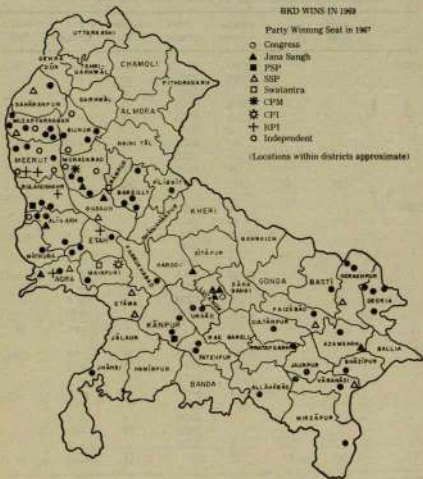 BKD WINS IN 1969
Party Winning Seat in 1967
Congress
Jana Sangh
PSP
SSP
Swatantra
CPM
CPI
RPI
Independent
(Locations within districts approximate)
UTTARKASHI
DEHRA DUN
TEHRI-GARHWAL
CHAMOLI
PITHORAGARH
GARHWAL
SAHARANPUR
ALMORA
MUZAFFARNAGAR
BIJNOR
NAINI TAL
MEERUT
MORADABAD
RAMPUR
BULANDSHAHR
BAREILLY
PILIBHIT
BUDAUN
SHAHJAHANPUR
KHERI
ALIGARH
ETAH
MATHURA
BAHRAICH
FARRUKHABAD
HARDOI
SITAPUR
AGRA
MAINPURI
GONDA
BASTI
GORAKHPUR
DEORIA
BARA BANKI
LUCKNOW
ETAWA
UNNAO
FAIZABAD
KANPUR
RAE BARELI
SULTANPUR
AZAMGARH
BALLIA
JALAUN
FATEHPUR
PRATAPGARH
JAUNPUR
GHAZIPUR
JHANSI
HAMIRPUR
BANDA
ALLAHABAD
VARANASI
MIRZAPUR